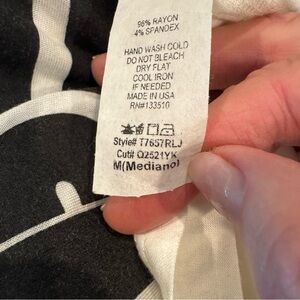 96% RAYON
4% SPANDEX
HAND WASH COLD
DO NOT BLEACH
DRY FLAT
COOL IRON
IF NEEDED
MADE IN USA
RN#133510
Style# T7657RLJ
Cut# Q2521YK
M(Mediano)